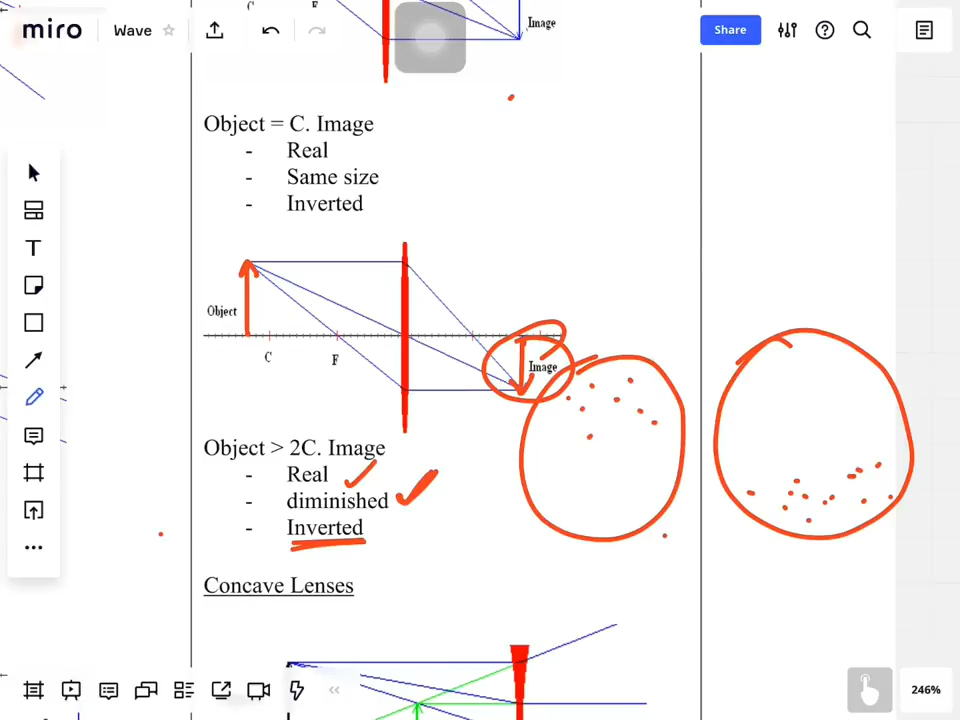 C F
Image
miro Wave Share
Object = C. Image
- Real
- Same size
- Inverted
Object
C F
Image
Object > 2C. Image
- Real
- diminished
- Inverted
Concave Lenses
246%